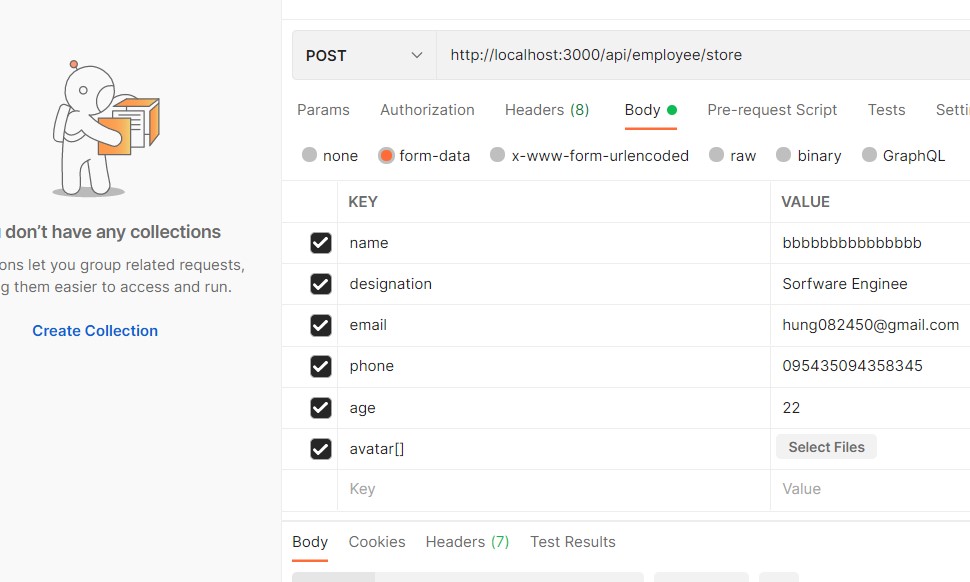 POST
http://localhost:3000/api/employee/store
Params Authorization Headers (8) Body Pre-request Script Tests
none form-data x-www-form-urlencoded raw binary GraphQL
KEY VALUE
don’t have any collections
name bbbbbbbbbbbbbbb
let you group related requests,
designation Sorfware Enginee
them easier to access and run.
email hung082450@gmail.com
Create Collection
phone 095435094358345
age 22
avatar[] Select Files
Key Value
Body Cookies Headers (7) Test Results